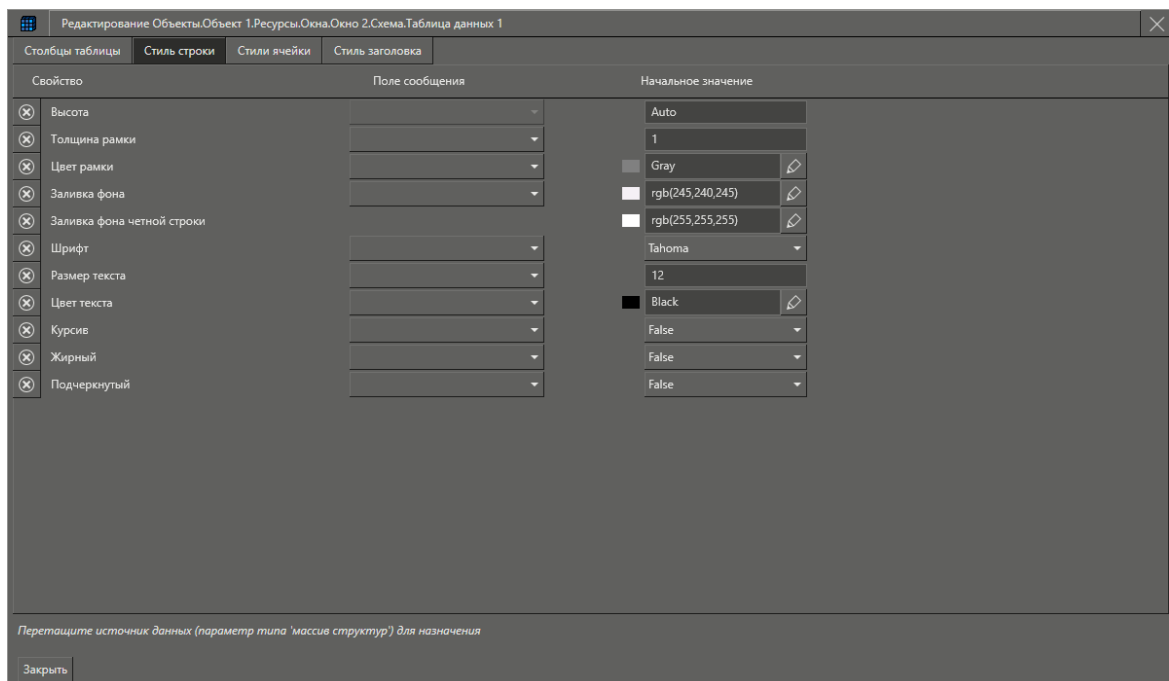 Редактирование Объекты.Объект 1.Ресурсы.Окна.Окно 2.Схема.Таблица данных 1
Столбцы таблицы Стиль строки Стили ячейки Стиль заголовка
Свойство Поле сообщения Начальное значение
Высота Auto
Толщина рамки 1
Цвет рамки Gray
Заливка фона rgb(245,240,245)
Заливка фона четной строки rgb(255,255,255)
Шрифт Tahoma
Размер текста 12
Цвет текста Black
Курсив False
Жирный False
Подчеркнутый False
Перетащите источник данных (параметр типа 'массив структур') для назначения
Закрыть